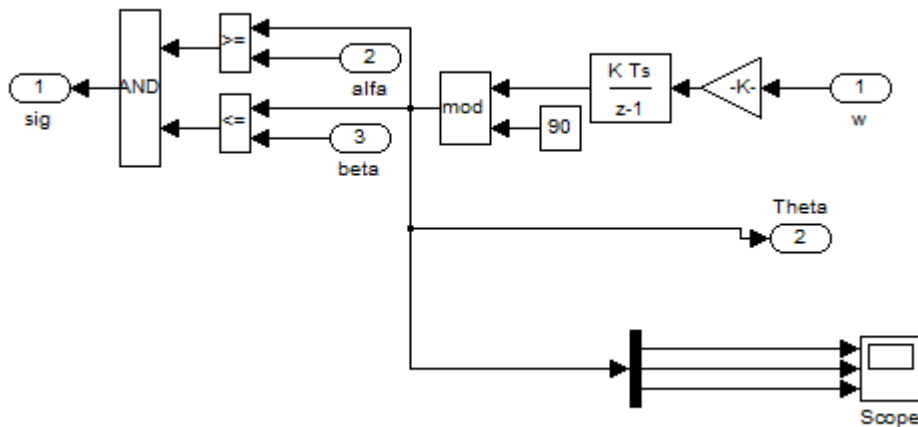 >=
2
K Ts
AND
mod
-K-
1
1
z-1
sig
alfa
w
<=
90
3
beta
Theta
2
Scope